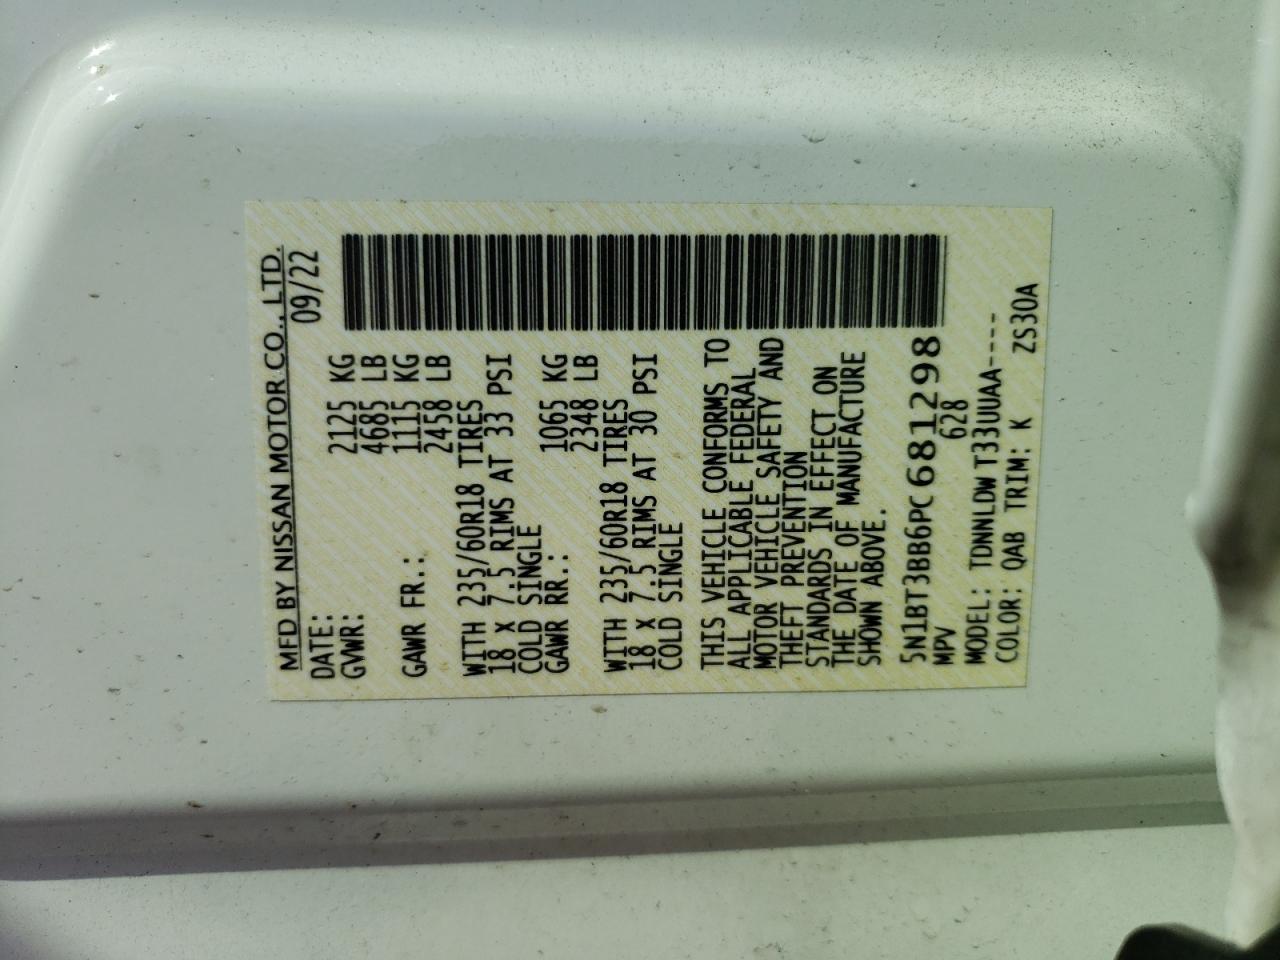 MFD BY NISSAN MOTOR CO., LTD.
DATE: 09/22
GVWR: 2125 KG
4685 LB
GAWR FR.: 1115 KG
2458 LB
WITH 235/60R18 TIRES
18 x 7.5 RIMS AT 33 PSI
COLD SINGLE
GAWR RR.: 1065 KG
2348 LB
WITH 235/60R18 TIRES
18 x 7.5 RIMS AT 30 PSI
COLD SINGLE
THIS VEHICLE CONFORMS TO
ALL APPLICABLE FEDERAL
MOTOR VEHICLE SAFETY AND
THEFT PREVENTION
STANDARDS IN EFFECT ON
THE DATE OF MANUFACTURE
SHOWN ABOVE.
5N1BT3BB6PC681298
MPV 628
MODEL: TDNNLDW T33UUAA----
COLOR: QAB TRIM: K ZS30A